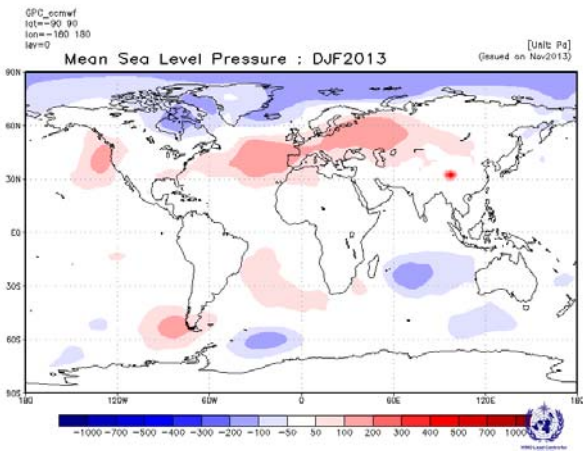 GPC_ecmwf
lat=-90 90
lon=-180 180
lev=0
[Unit: Pa]
Mean Sea Level Pressure : DJF2013
(issued on Nov2013)
90N
60N
30N
EQ
30S
60S
90S
180
120W
60W
0
60E
120E
180
-1000 -700 -500 -400 -300 -200 -100 -50 50 100 200 300 400 500 700 1000